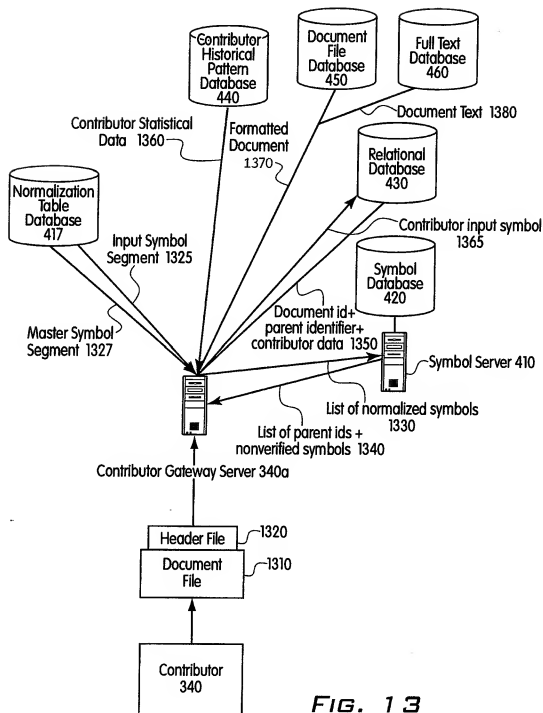 Contributor
Historical
Pattern
Database
440
Document
File
Database
450
Full Text
Database
460
Document Text 1380
Contributor Statistical
Data 1360
Formatted
Document
1370
Relational
Database
430
Normalization
Table
Database
417
Contributor input symbol
1365
Input Symbol
Segment 1325
Symbol
Database
420
Master Symbol
Segment 1327
Document id+
parent identifier+
contributor data 1350
Symbol Server 410
List of normalized symbols
1330
List of parent ids +
nonverified symbols 1340
Contributor Gateway Server 340a
Header File
1320
Document
File
1310
Contributor
340
FIG. 13